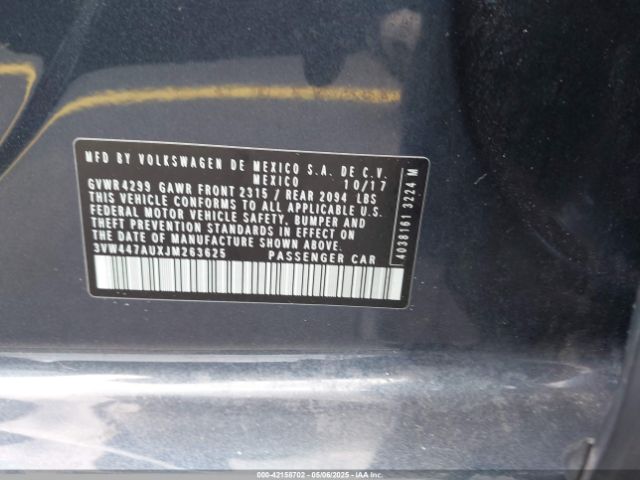 MFD BY VOLKSWAGEN DE MEXICO S.A. DE C.V.
MEXICO 10/17
GVWR4299 GAWR FRONT 2315 / REAR 2094 LBS
THIS VEHICLE CONFORMS TO ALL APPLICABLE U.S.
FEDERAL MOTOR VEHICLE SAFETY, BUMPER AND
THEFT PREVENTION STANDARDS IN EFFECT ON THE
DATE OF MANUFACTURE SHOWN ABOVE.
3VW447AUXJM263625 PASSENGER CAR
4038161 3224 M
000-42158702 - 05/06/2025 - IAAI.CA